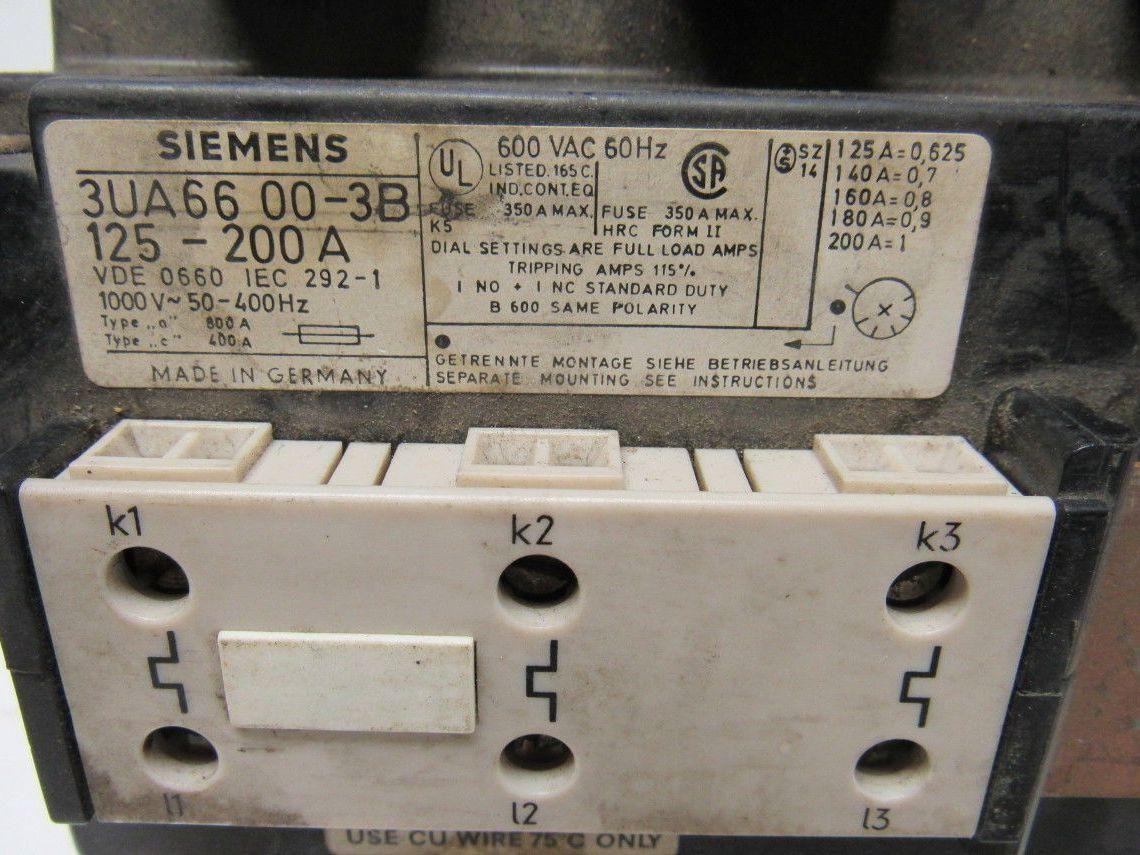 SIEMENS
3UA66 00-3B
125 - 200 A
VDE 0660 IEC 292-1
1000V~ 50-400Hz
Type „a" 800 A
Type „c" 400 A
MADE IN GERMANY
UL
600 VAC 60Hz
LISTED. 165 C.
IND.CONT.EQ
FUSE 350 A MAX.
K5
SA
FUSE 350 A MAX.
HRC FORM II
DIAL SETTINGS ARE FULL LOAD AMPS
TRIPPING AMPS 115%
1 NO + 1 NC STANDARD DUTY
B 600 SAME POLARITY
SZ
14
125 A = 0,625
140 A = 0,7
160A = 0,8
180 A = 0,9
200 A = 1
GETRENNTE MONTAGE SIEHE BETRIEBSANLEITUNG
SEPARATE MOUNTING SEE INSTRUCTIONS
k1 k2 k3
l1 l2 l3
USE CU WIRE 75°C ONLY